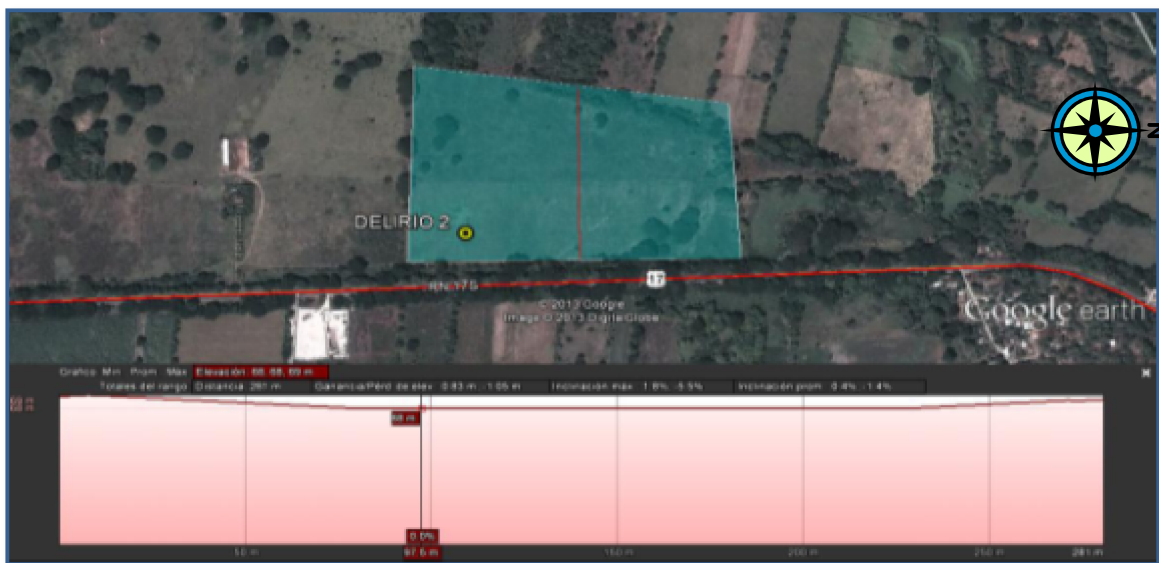 N
DELIRIO 2
RN 17S
17
© 2013 Google
Image © 2013 DigitalGlobe
Google earth
Gráfico: Mín., Prom., Máx. Elevación: 68, 68, 69 m
Totales del rango: Distancia: 281 m Ganancia/Pérd. de elev.: 0.83 m, -1.05 m Inclinación máx.: 1.8%, -5.5% Inclinación prom.: 0.4%, -1.4%
68 m
0.0%
50 m 97.6 m 150 m 200 m 250 m 281 m